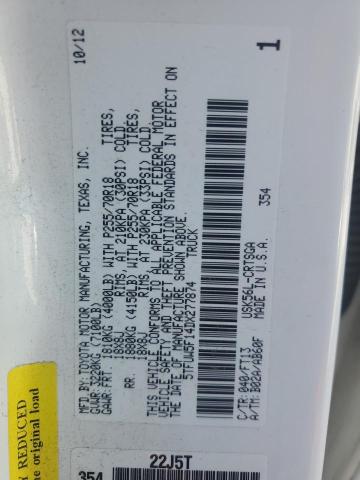 MFD BY:TOYOTA MOTOR MANUFACTURING, TEXAS, INC. 10/12
GVWR:3220KG (7100LB)
GAWR:FRT. 1810KG (4000LB) WITH P255/70R18 TIRES,
18X8J RIMS, AT 210KPA (30PSI) COLD
RR. 1880KG (4150LB) WITH P255/70R18 TIRES,
18X8J RIMS, AT 230KPA (33PSI) COLD
THIS VEHICLE CONFORMS TO ALL APPLICABLE FEDERAL MOTOR
VEHICLE SAFETY AND THEFT PREVENTION STANDARDS IN EFFECT ON
THE DATE OF MANUFACTURE SHOWN ABOVE.
5TFUW5F14DX277874 TRUCK
USK56L-CRTSGA 354
C/TR:040/FJ13
A/TM:B02A/AB60F MADE IN U.S.A.
1
REDUCED
the original load
22J5T
354